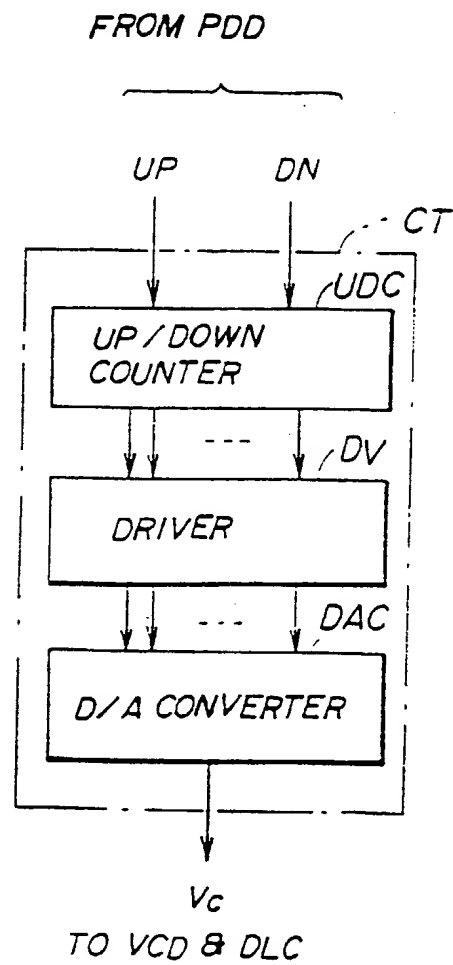 FROM PDD
UP DN
CT
UDC
UP/DOWN
COUNTER
DV
DRIVER
DAC
D/A CONVERTER
Vc
TO VCD & DLC